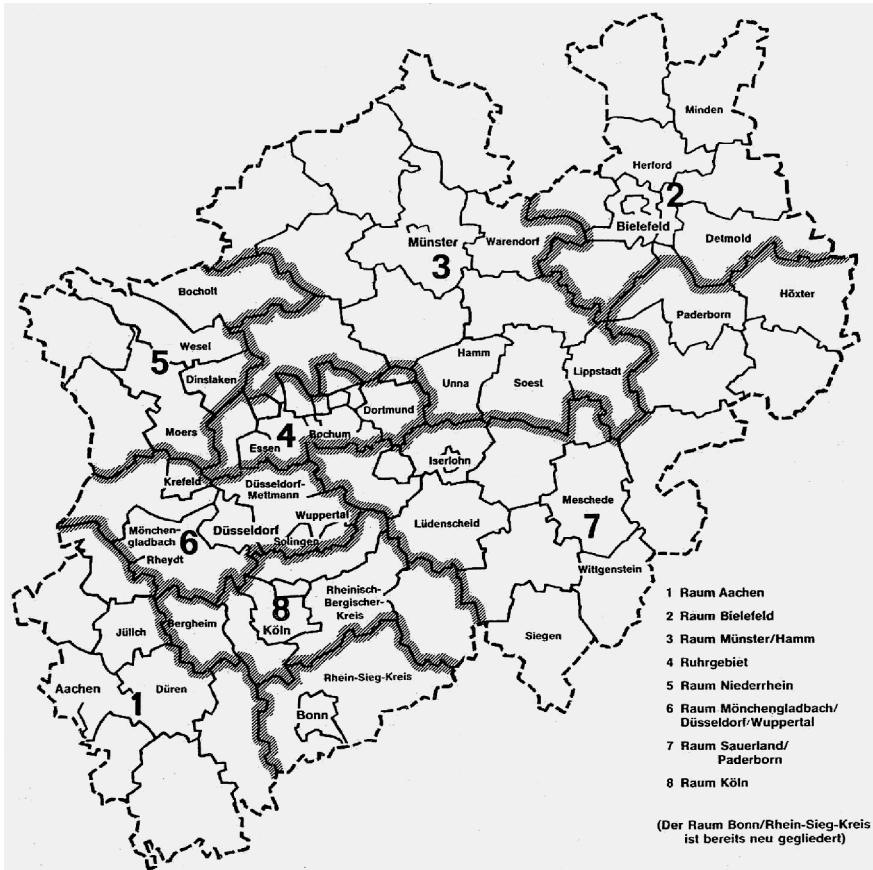 Minden
Herford
2
Bielefeld
Münster
Warendorf
Detmold
3
Bocholt
Höxter
Paderborn
Wesel
5
Hamm
Dinslaken
Unna
Soest
Lippstadt
Dortmund
Moers
4
Bochum
Essen
Iserlohn
Krefeld
Düsseldorf-
Mettmann
Meschede
Wuppertal
Mönchen-
gladbach
6
Düsseldorf
Lüdenscheid
7
Solingen
Rheydt
Wittgenstein
Rheinisch-
Bergischer-
Kreis
8
Köln
Bergheim
Jülich
Siegen
Rhein-Sieg-Kreis
Aachen
Düren
1
Bonn
1 Raum Aachen
2 Raum Bielefeld
3 Raum Münster/Hamm
4 Ruhrgebiet
5 Raum Niederrhein
6 Raum Mönchengladbach/
Düsseldorf/Wuppertal
7 Raum Sauerland/
Paderborn
8 Raum Köln
(Der Raum Bonn/Rhein-Sieg-Kreis
ist bereits neu gegliedert)